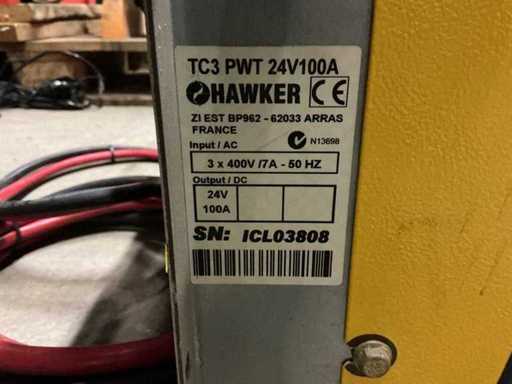 TC3 PWT 24V100A
HAWKER CE
ZI EST BP962 - 62033 ARRAS
FRANCE
N13698
Input / AC
3 x 400V /7A - 50 HZ
Output / DC
24V
100A
SN: ICL03808